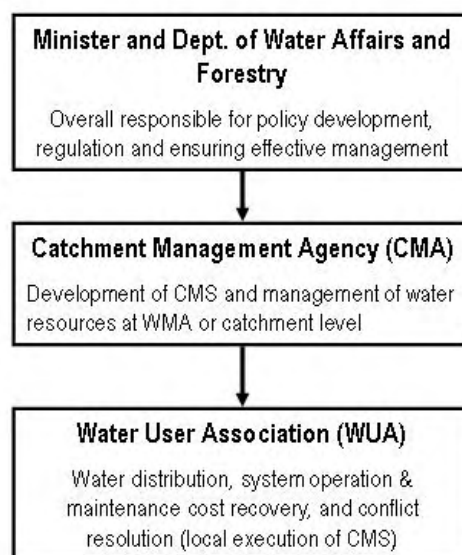 Minister and Dept. of Water Affairs and
Forestry
Overall responsible for policy development,
regulation and ensuring effective management
Catchment Management Agency (CMA)
Development of CMS and management of water
resources at WMA or catchment level
Water User Association (WUA)
Water distribution, system operation &
maintenance cost recovery, and conflict
resolution (local execution of CMS)